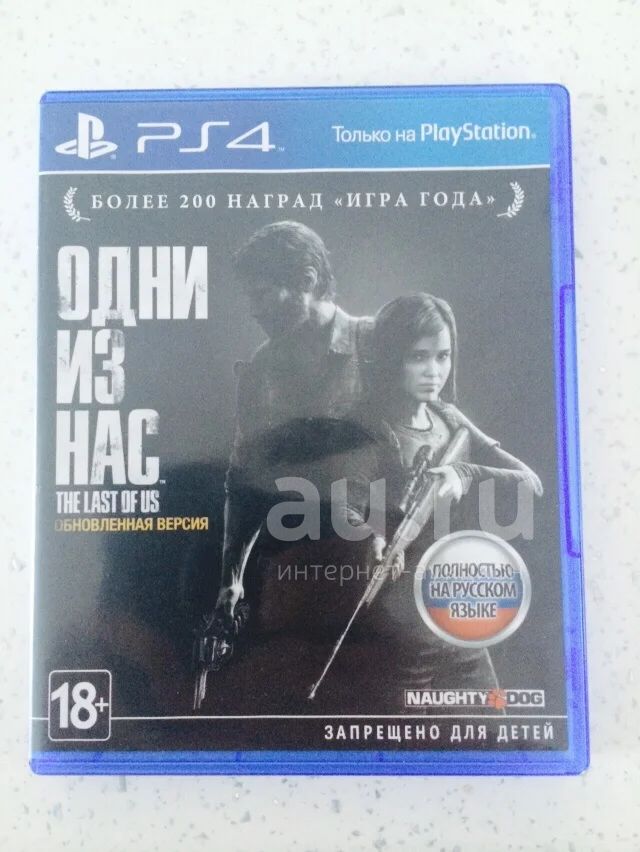 PS4
Только на PlayStation
БОЛЕЕ 200 НАГРАД «ИГРА ГОДА»
ОДНИ
ИЗ
НАС
THE LAST OF US
ОБНОВЛЕННАЯ ВЕРСИЯ
au.ru
ПОЛНОСТЬЮ
НА РУССКОМ
ЯЗЫКЕ
18+
NAUGHTY DOG
ЗАПРЕЩЕНО ДЛЯ ДЕТЕЙ